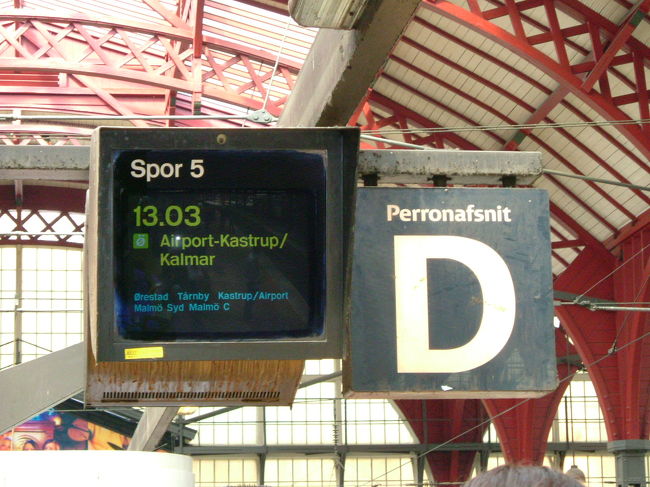 Spor 5
13.03
Ø Airport-Kastrup/
Kalmar
Ørestad Tårnby Kastrup/Airport
Malmö Syd Malmö C
Perronafsnit
D